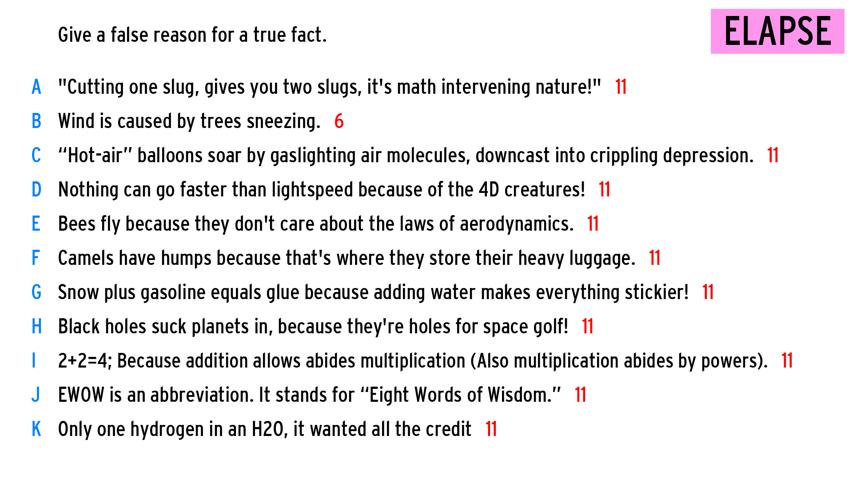 Give a false reason for a true fact.
ELAPSE
A "Cutting one slug, gives you two slugs, it's math intervening nature!" 11
B Wind is caused by trees sneezing. 6
C “Hot-air” balloons soar by gaslighting air molecules, downcast into crippling depression. 11
D Nothing can go faster than lightspeed because of the 4D creatures! 11
E Bees fly because they don't care about the laws of aerodynamics. 11
F Camels have humps because that's where they store their heavy luggage. 11
G Snow plus gasoline equals glue because adding water makes everything stickier! 11
H Black holes suck planets in, because they're holes for space golf! 11
I 2+2=4; Because addition allows abides multiplication (Also multiplication abides by powers). 11
J EWOW is an abbreviation. It stands for “Eight Words of Wisdom.” 11
K Only one hydrogen in an H2O, it wanted all the credit 11